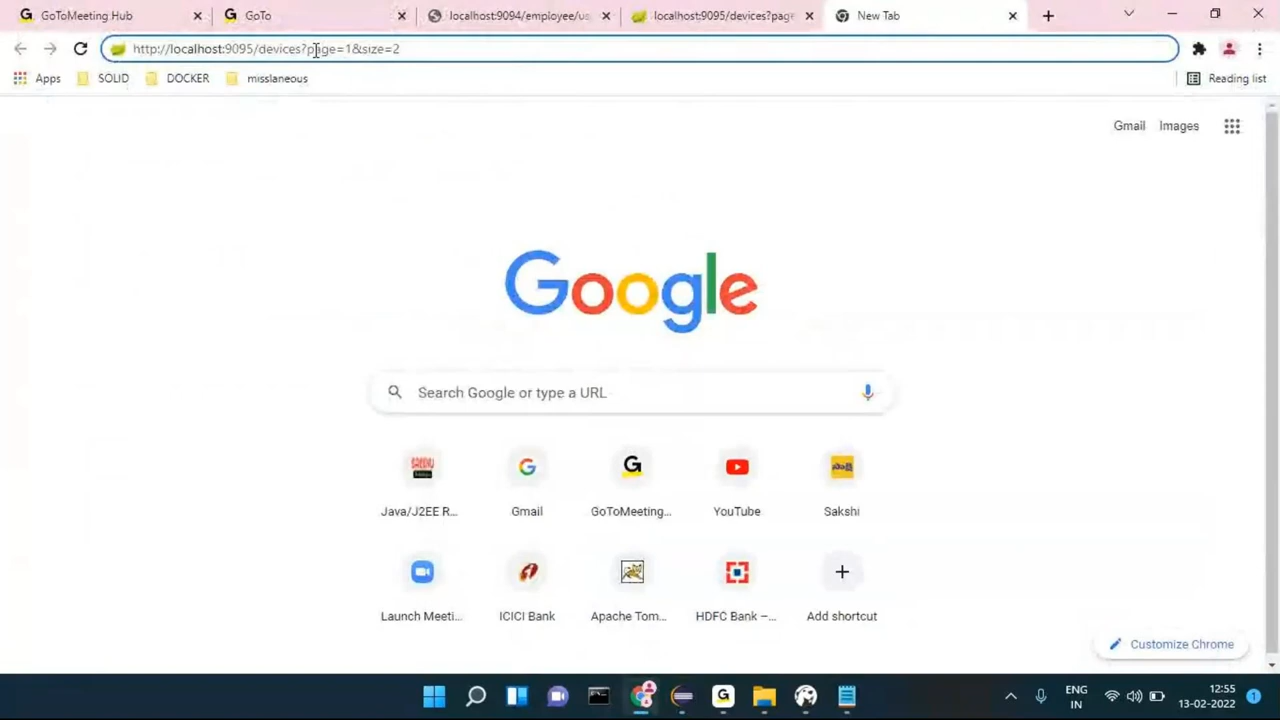 GoToMeeting Hub
GoTo
localhost:9094/employee/us
localhost:9095/devices?page
New Tab
http://localhost:9095/devices?page=1&size=2
Apps
SOLID
DOCKER
misslaneous
Reading list
Gmail
Images
Google
Search Google or type a URL
Java/J2EE R...
Gmail
GoToMeeting...
YouTube
Sakshi
Launch Meeti...
ICICI Bank
Apache Tom...
HDFC Bank –...
Add shortcut
Customize Chrome
ENG
IN
12:55
13-02-2022
1